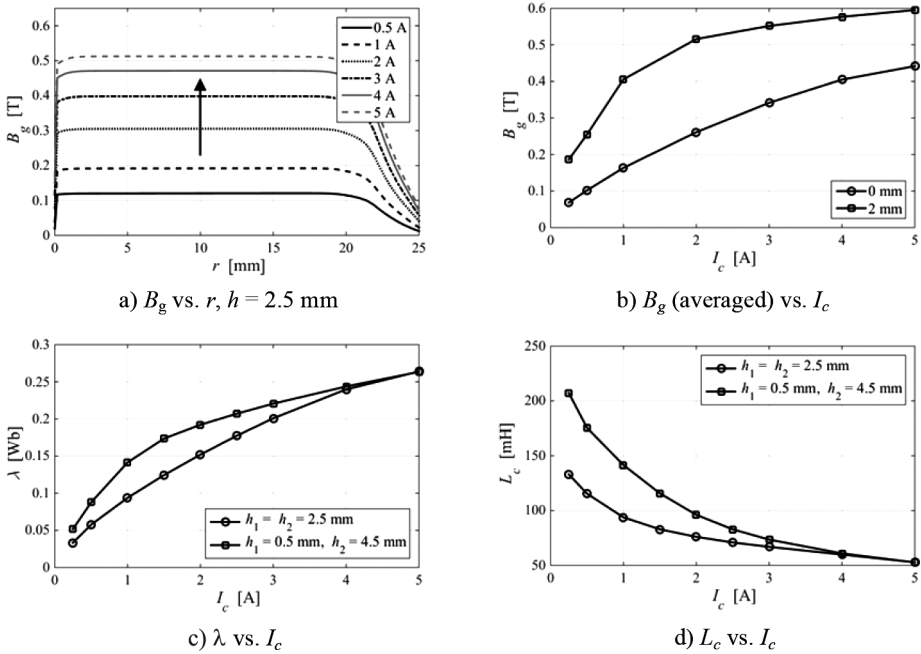 0.6
0.5
0.4
0.3
0.2
0.1
0
B_g [T]
0 5 10 15 20 25
r [mm]
0.5 A
1 A
2 A
3 A
4 A
5 A
a) B_g vs. r, h = 2.5 mm
0.6
0.5
0.4
0.3
0.2
0.1
0
B_g [T]
0 1 2 3 4 5
I_c [A]
0 mm
2 mm
b) B_g (averaged) vs. I_c
0.3
0.25
0.2
0.15
0.1
0.05
0
λ [Wb]
0 1 2 3 4 5
I_c [A]
h_1 = h_2 = 2.5 mm
h_1 = 0.5 mm, h_2 = 4.5 mm
c) λ vs. I_c
250
200
150
100
50
L_c [mH]
0 1 2 3 4 5
I_c [A]
h_1 = h_2 = 2.5 mm
h_1 = 0.5 mm, h_2 = 4.5 mm
d) L_c vs. I_c